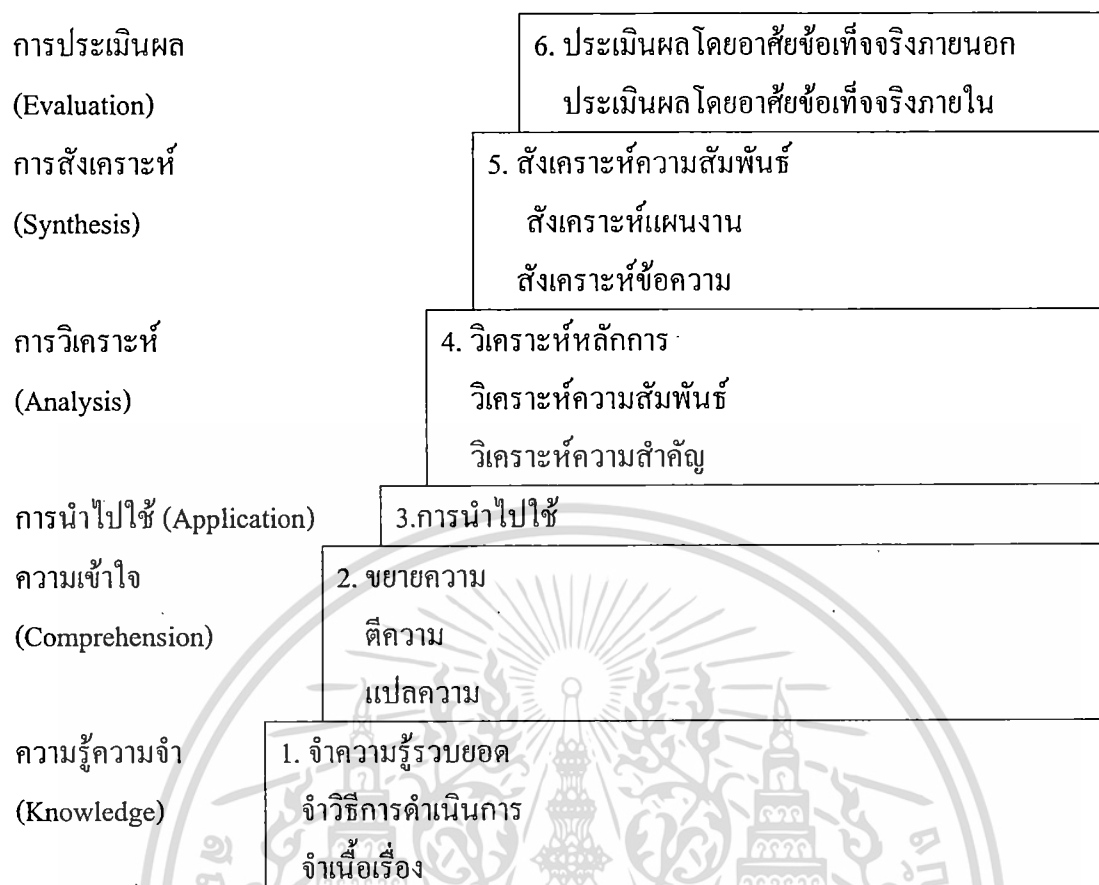 การประเมินผล 6. ประเมินผลโดยอาศัยข้อเท็จจริงภายนอก
(Evaluation) ประเมินผลโดยอาศัยข้อเท็จจริงภายใน
การสังเคราะห์ 5. สังเคราะห์ความสัมพันธ์
(Synthesis) สังเคราะห์แผนงาน
สังเคราะห์ข้อความ
การวิเคราะห์ 4. วิเคราะห์หลักการ
(Analysis) วิเคราะห์ความสัมพันธ์
วิเคราะห์ความสำคัญ
การนำไปใช้ (Application) 3.การนำไปใช้
ความเข้าใจ 2. ขยายความ
(Comprehension) ตีความ
แปลความ
ความรู้ความจำ 1. จำความรู้รวบยอด
(Knowledge) จำวิธีการดำเนินการ
จำเนื้อเรื่อง